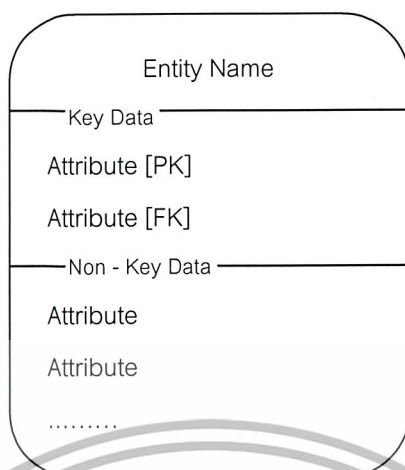 Entity Name
Key Data
Attribute [PK]
Attribute [FK]
Non - Key Data
Attribute
Attribute
.........